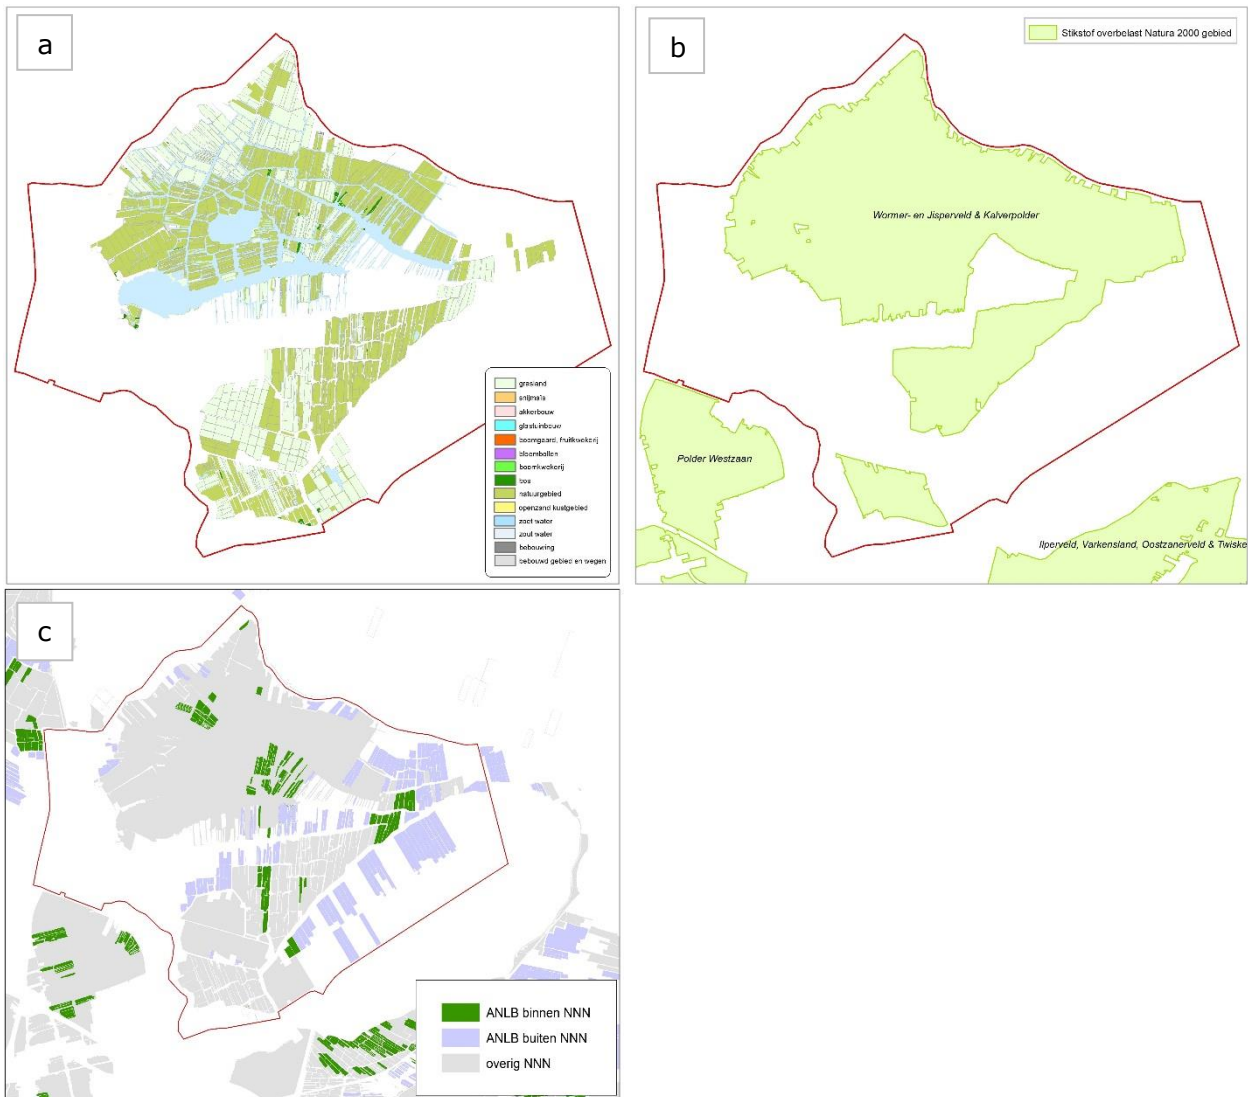 a
grasland
snijmaïs
akkerbouw
glastuinbouw
boomgaard, fruitkwekerij
bloembollen
boomkwekerij
bos
natuurgebied
openzand kustgebied
zoet water
zout water
bebouwing
bebouwd gebied en wegen
b
Stikstof overbelast Natura 2000 gebied
Wormer- en Jisperveld & Kalverpolder
Polder Westzaan
Ilperveld, Varkensland, Oostzanerveld & Twiske
c
ANLB binnen NNN
ANLB buiten NNN
overig NNN